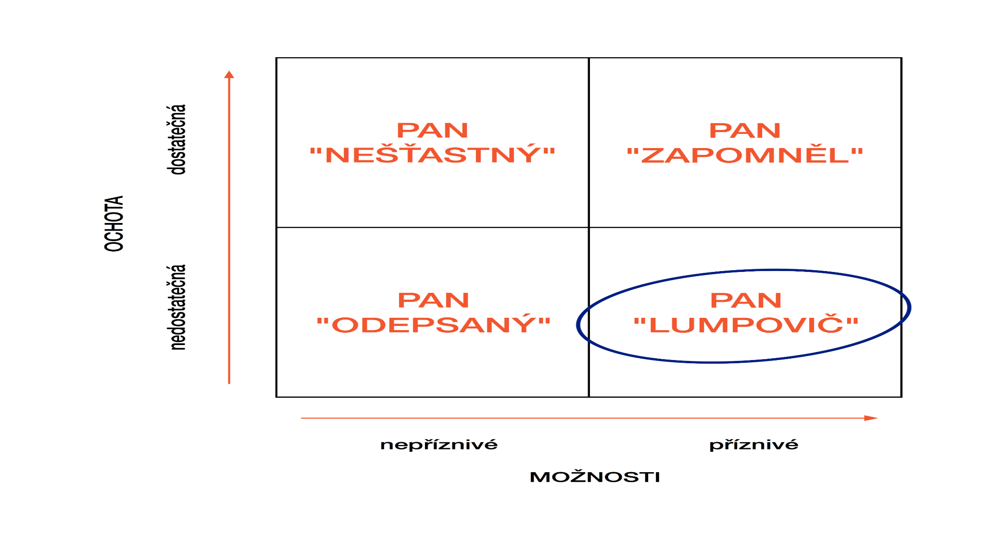 OCHOTA
dostatečná
nedostatečná
PAN
"NEŠŤASTNÝ"
PAN
"ZAPOMNĚL"
PAN
"ODEPSANÝ"
PAN
"LUMPOVIČ"
nepříznivé
příznivé
MOŽNOSTI